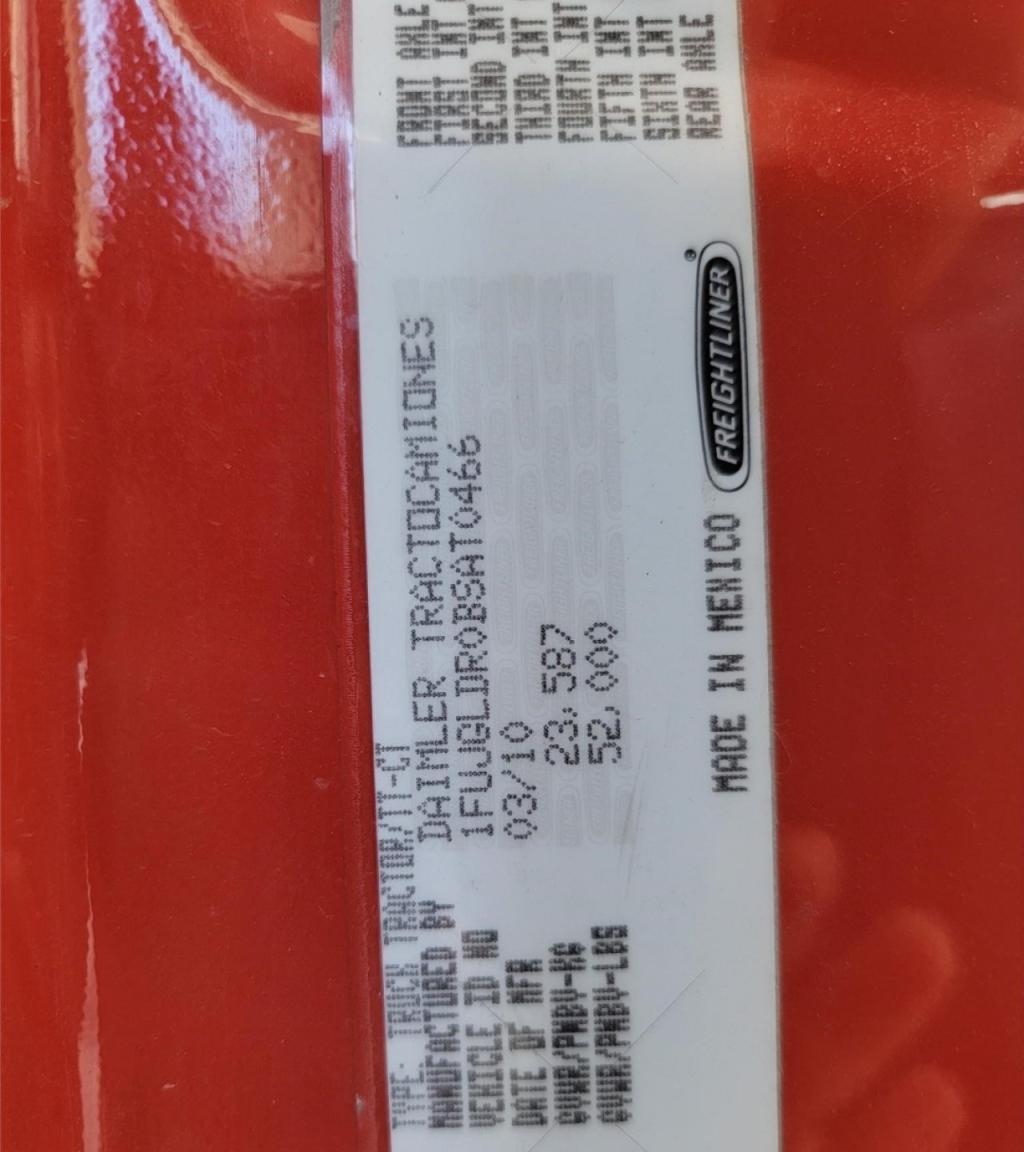 TYPE- TRUCK TRACTOR/TT-CT
MANUFACTURED BY DAIMLER TRACTOCAMIONES
VEHICLE ID NO 1FUJGLDR0BSAT0466
DATE OF MFR 03/10
GVWR/PNBV-KG 23, 587
GVWR/PNBV-LBS 52, 000
MADE IN MEXICO FREIGHTLINER®
FRONT AXLE
FIRST INT
SECOND INT
THIRD INT
FOURTH INT
FIFTH INT
SIXTH INT
REAR AXLE